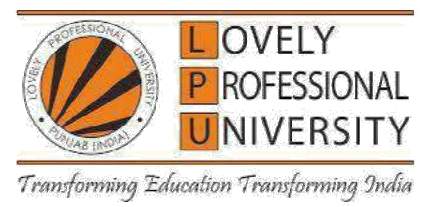 LOVELY PROFESSIONAL UNIVERSITY
PUNJAB (INDIA)
LOVELY
PROFESSIONAL
UNIVERSITY
Transforming Education Transforming India